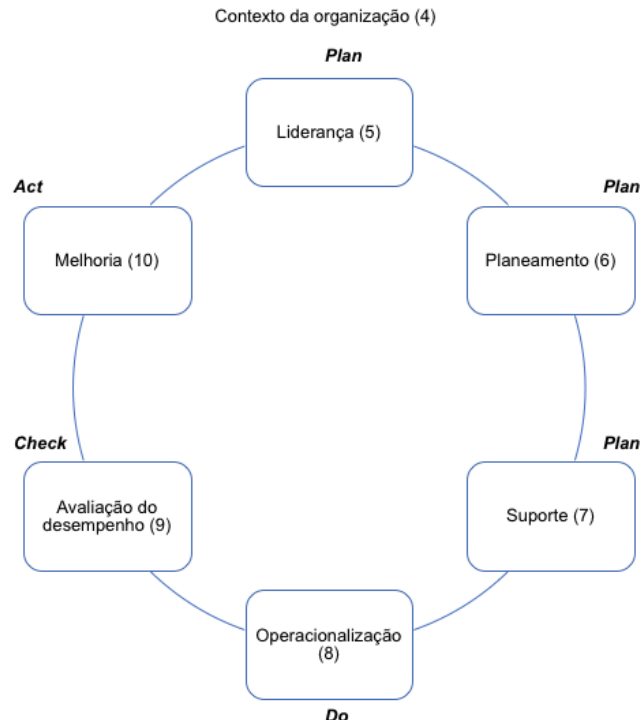 Contexto da organização (4)
Plan
Liderança (5)
Act
Plan
Melhoria (10)
Planeamento (6)
Check
Plan
Avaliação do
desempenho (9)
Suporte (7)
Operacionalização
(8)
Do